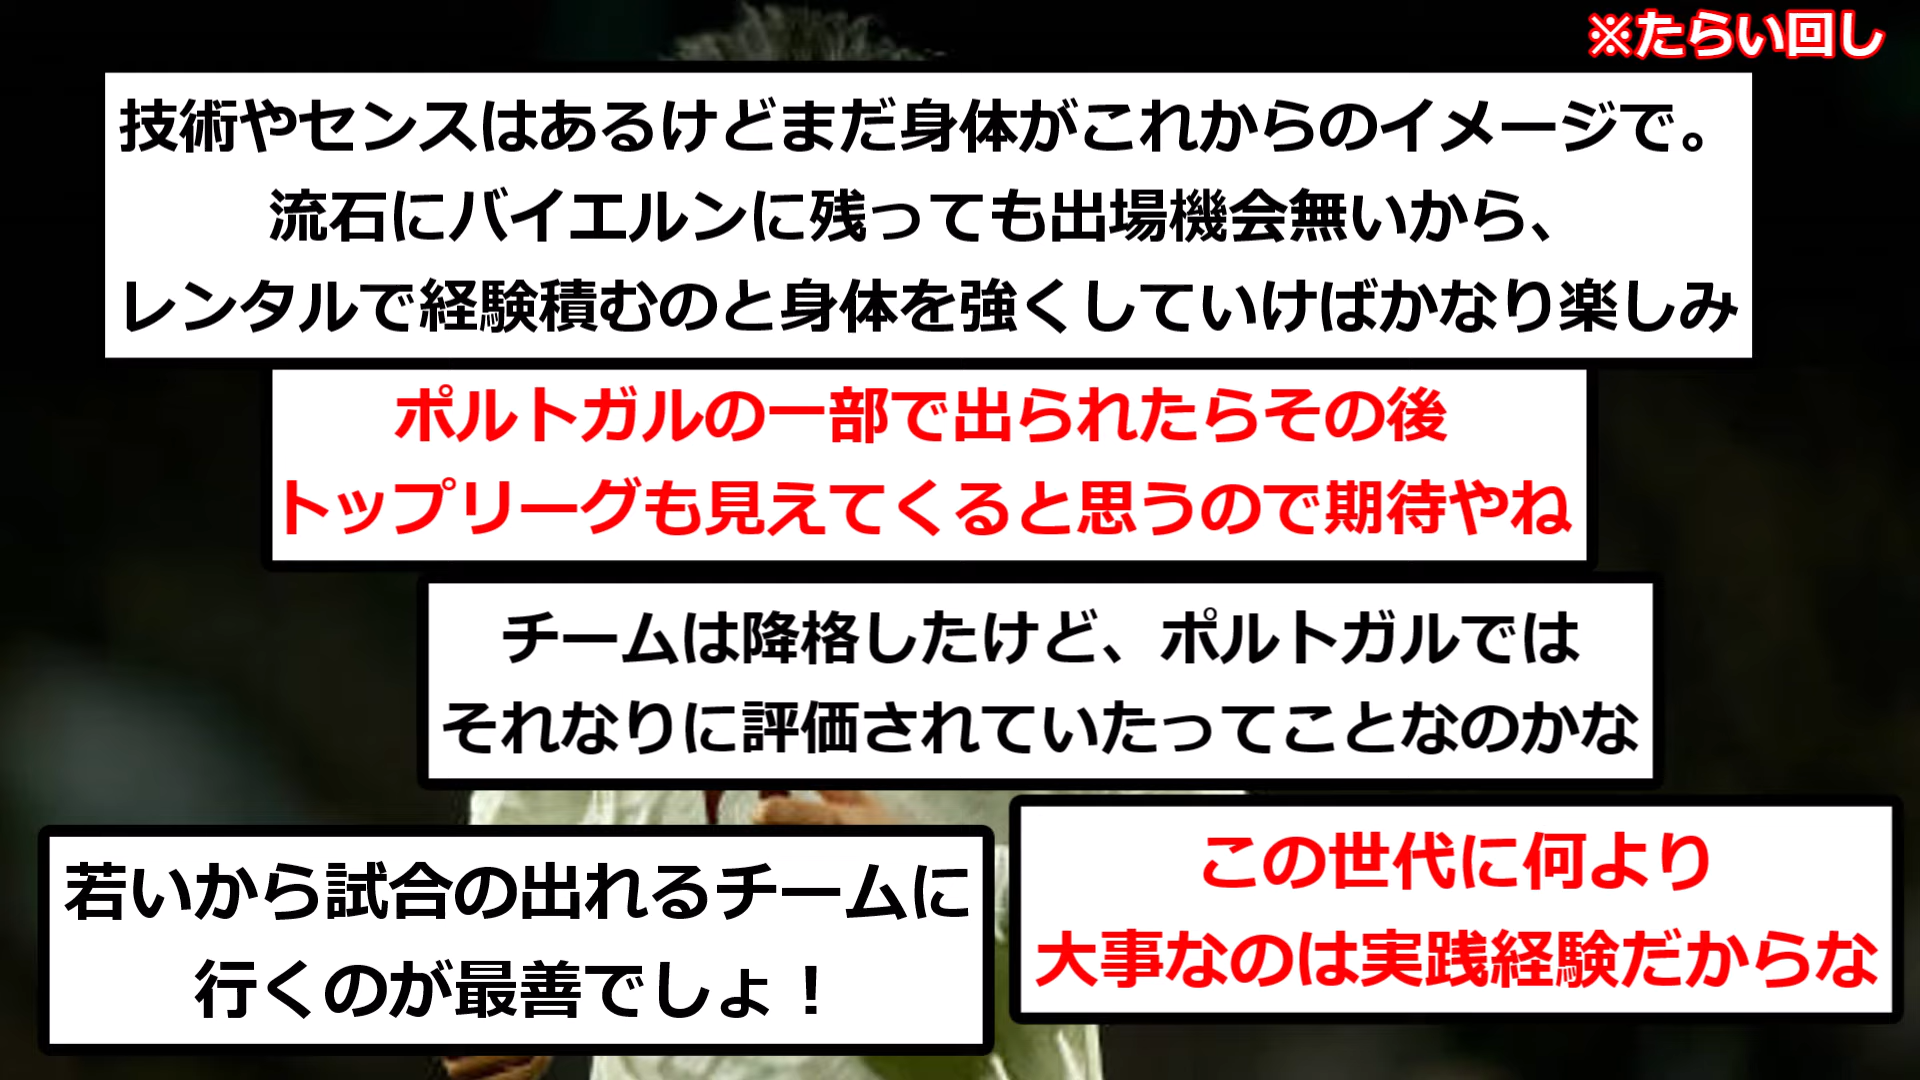 ※たらい回し
技術やセンスはあるけどまだ身体がこれからのイメージで。
流石にバイエルンに残っても出場機会無いから、
レンタルで経験積むのと身体を強くしていけばかなり楽しみ
ポルトガルの一部で出られたらその後
トップリーグも見えてくると思うので期待やね
チームは降格したけど、ポルトガルでは
それなりに評価されていたってことなのかな
若いから試合の出れるチームに
行くのが最善でしょ！
この世代に何より
大事なのは実践経験だからな